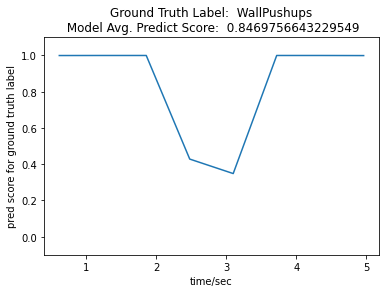 Ground Truth Label:  WallPushups
Model Avg. Predict Score:  0.8469756643229549
pred score for ground truth label
1.0
0.8
0.6
0.4
0.2
0.0
1 2 3 4 5
time/sec